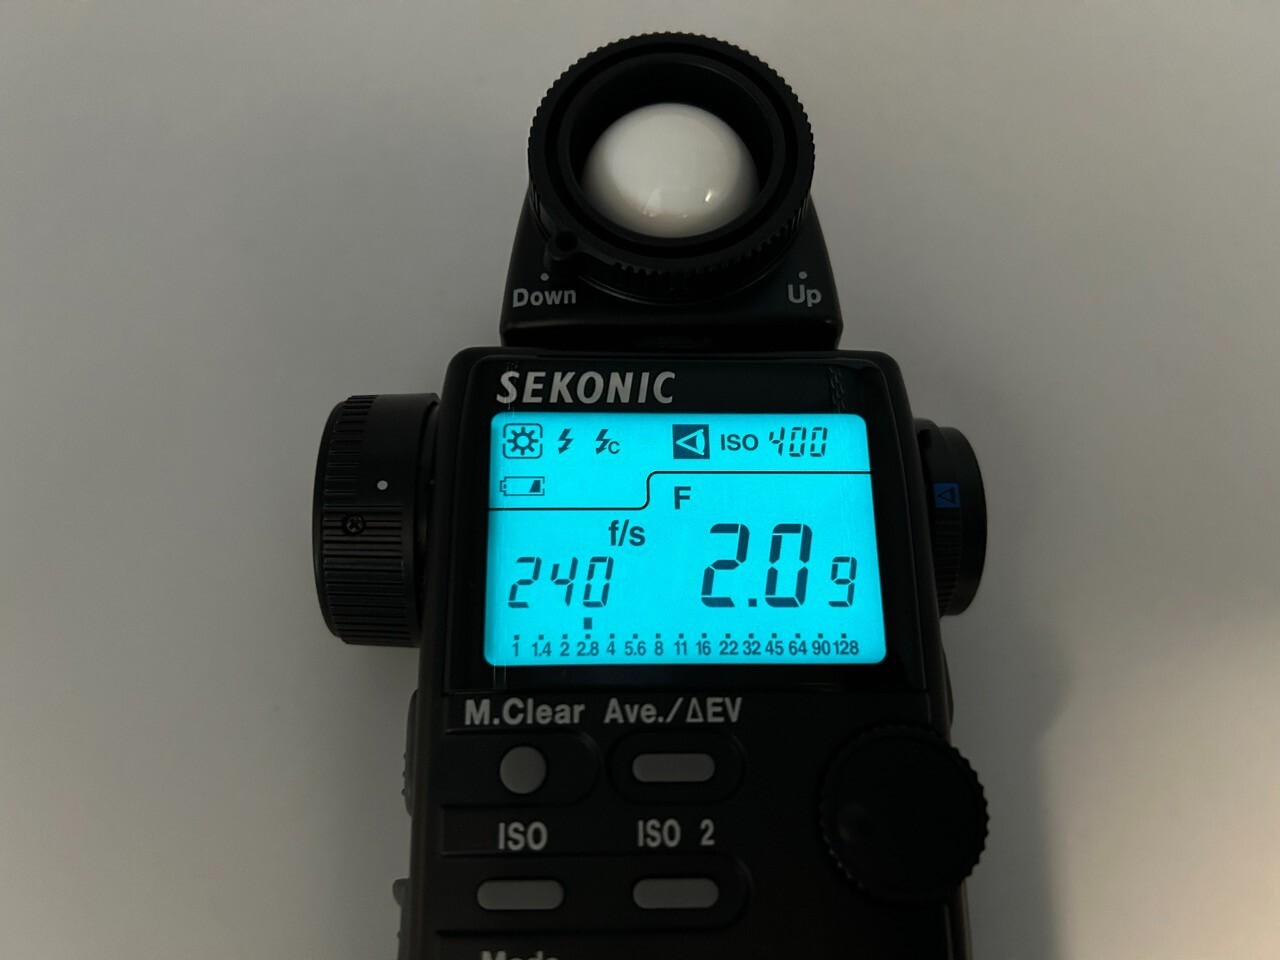 Down Up
SEKONIC
C ISO 400
F
f/s
240 2.0 9
1 1.4 2 2.8 4 5.6 8 11 16 22 32 45 64 90 128
M.Clear Ave./ΔEV
ISO ISO 2
Mode